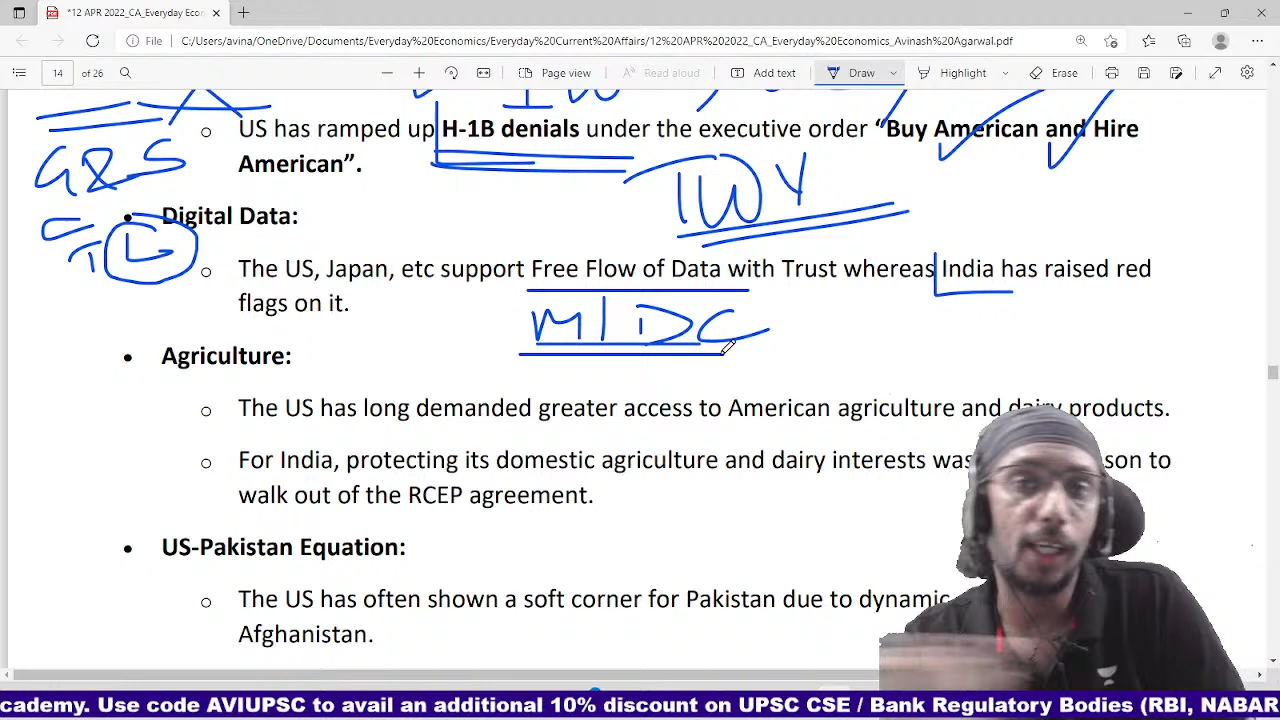 *12 APR 2022_CA_Everyday Econ
File C:/Users/avina/OneDrive/Documents/Everyday%20Economics/Everyday%20Current%20Affairs/12%20APR%202022_CA_Everyday%20Economics_Avinash%20Agarwal.pdf
14 of 26 Page view Read aloud Add text Draw Highlight Erase
US has ramped up H-1B denials under the executive order “Buy American and Hire
American”.
G & S
1W Y
Digital Data:
L
The US, Japan, etc support Free Flow of Data with Trust whereas India has raised red
flags on it.
M | DC
Agriculture:
The US has long demanded greater access to American agriculture and dairy products.
For India, protecting its domestic agriculture and dairy interests was son to
walk out of the RCEP agreement.
US-Pakistan Equation:
The US has often shown a soft corner for Pakistan due to dynamic
Afghanistan.
cademy. Use code AVIUPSC to avail an additional 10% discount on UPSC CSE / Bank Regulatory Bodies (RBI, NABAR